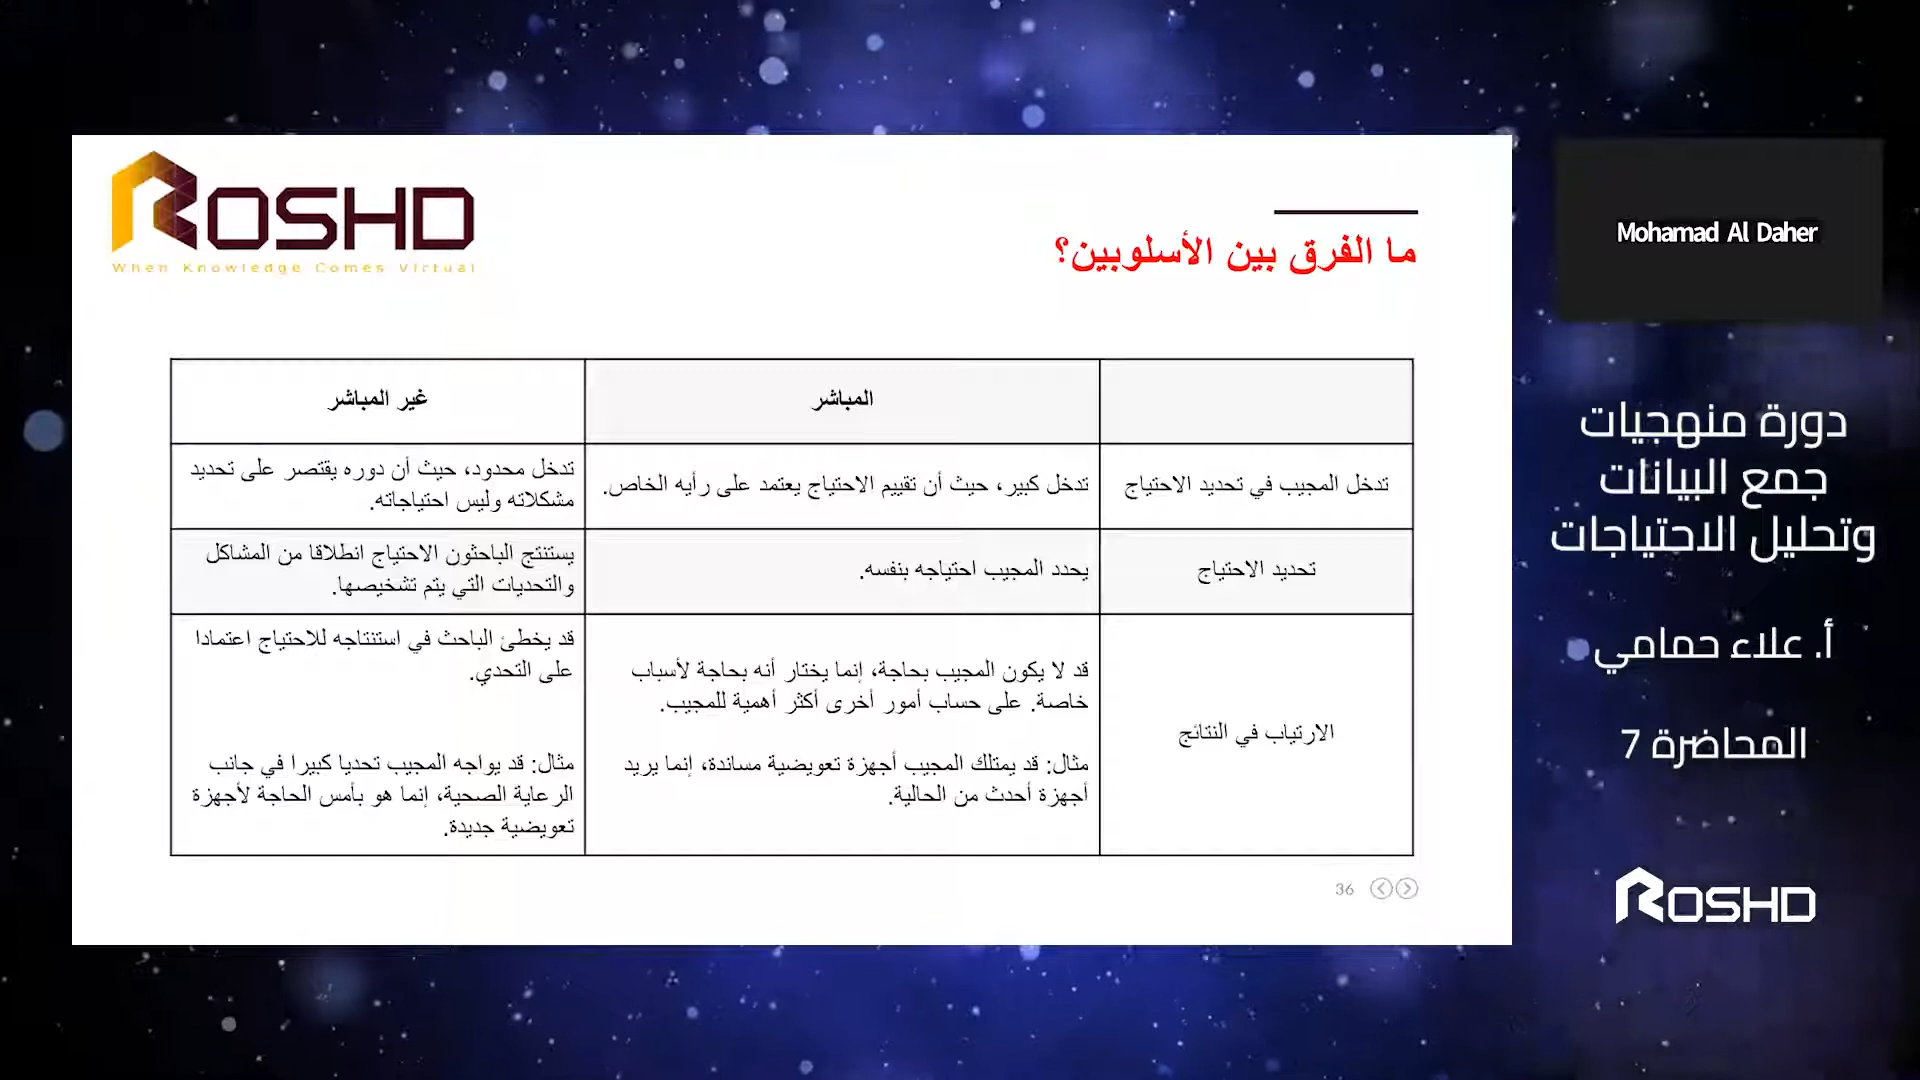 ROSHD
When Knowledge Comes Virtual
ما الفرق بين الأسلوبين؟
المباشر
غير المباشر
تدخل المجيب في تحديد الاحتياج
تدخل كبير، حيث أن تقييم الاحتياج يعتمد على رأيه الخاص.
تدخل محدود، حيث أن دوره يقتصر على تحديد
مشكلاته وليس احتياجاته.
تحديد الاحتياج
يحدد المجيب احتياجه بنفسه.
يستنتج الباحثون الاحتياج انطلاقا من المشاكل
والتحديات التي يتم تشخيصها.
الارتياب في النتائج
قد لا يكون المجيب بحاجة، إنما يختار أنه بحاجة لأسباب
خاصة. على حساب أمور أخرى أكثر أهمية للمجيب.
مثال: قد يمتلك المجيب أجهزة تعويضية مساندة، إنما يريد
أجهزة أحدث من الحالية.
قد يخطئ الباحث في استنتاجه للاحتياج اعتمادا
على التحدي.
مثال: قد يواجه المجيب تحديا كبيرا في جانب
الرعاية الصحية، إنما هو بأمس الحاجة لأجهزة
تعويضية جديدة.
36
Mohamad Al Daher
دورة منهجيات
جمع البيانات
وتحليل الاحتياجات
أ. علاء حمامي
المحاضرة 7
ROSHD